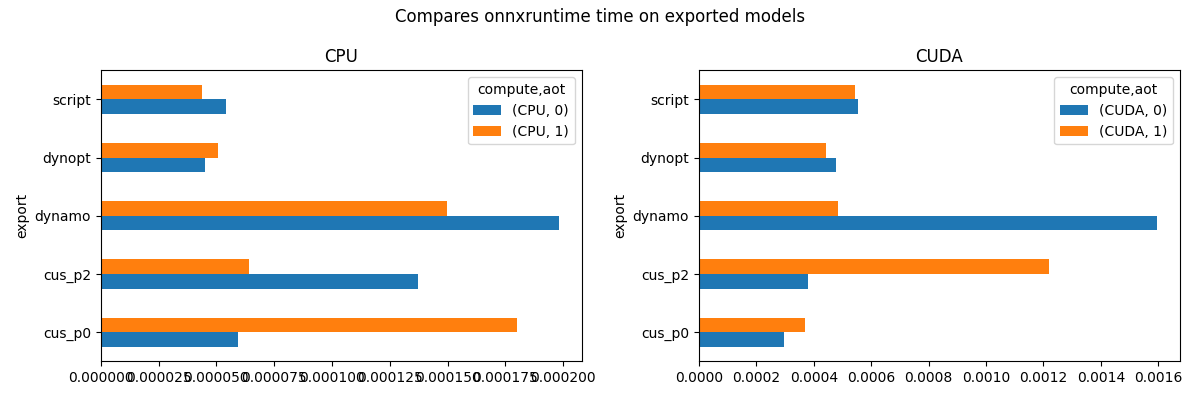 Compares onnxruntime time on exported models
CPU
export
script
dynopt
dynamo
cus_p2
cus_p0
compute,aot
(CPU, 0)
(CPU, 1)
0.000000 0.000025 0.000050 0.000075 0.000100 0.000125 0.000150 0.000175 0.000200
CUDA
export
script
dynopt
dynamo
cus_p2
cus_p0
compute,aot
(CUDA, 0)
(CUDA, 1)
0.0000 0.0002 0.0004 0.0006 0.0008 0.0010 0.0012 0.0014 0.0016